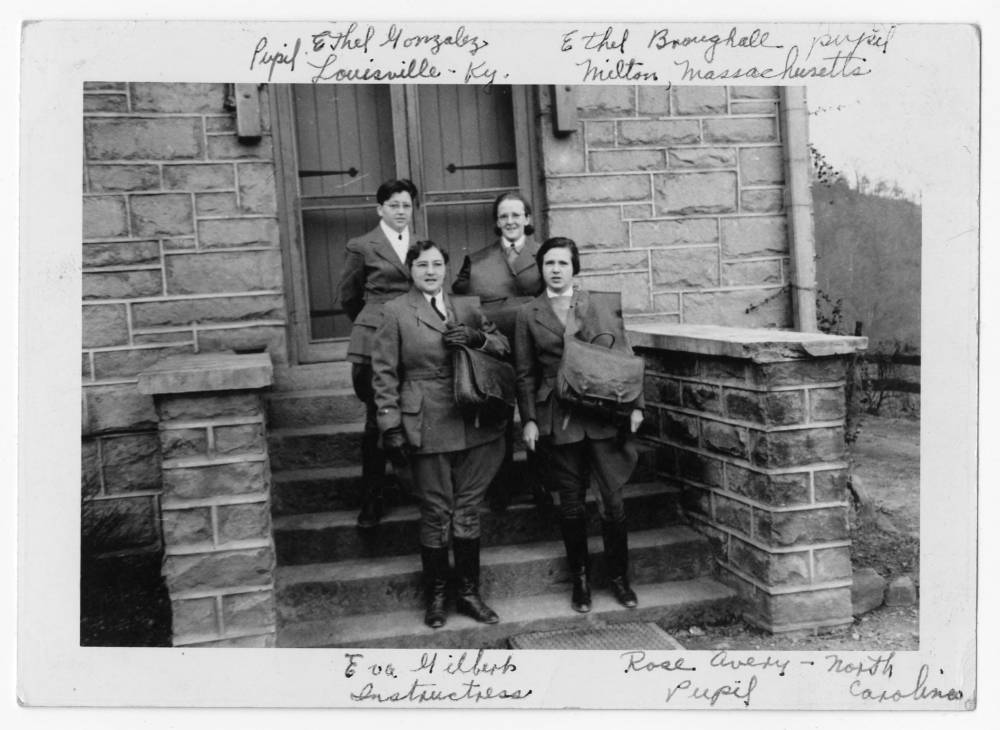 Pupil Ethel Gonzalez
Louisville - Ky.
Ethel Broughall pupil
Milton, Massachusetts
Eva Gilbert
Instructress
Rose Avery - North Carolina
Pupil